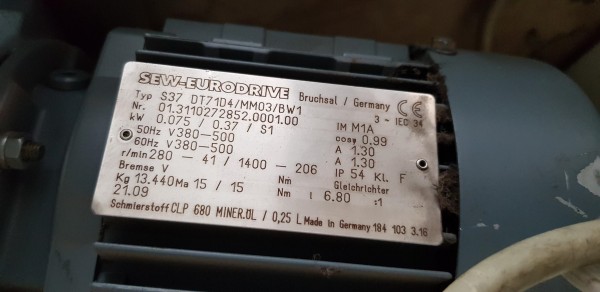 SEW-EURODRIVE Bruchsal / Germany CE
Typ S37 DT71D4/MM03/BW1 3 ~ IEC 34
Nr. 01.3110272852.0001.00
kW 0.075 / 0.37 / S1 IM M1A
50Hz V380-500 cosφ 0.99
60Hz V380-500 A 1.30
A 1.30
r/min 280 - 41 / 1400 - 206 IP 54 Kl. F
Bremse V Nm Gleichrichter
Kg 13.440 Ma 15 / 15 Nm i 6.80 :1
21.09
Schmierstoff CLP 680 MINER.ÖL / 0,25 L Made in Germany 184 103 3.16